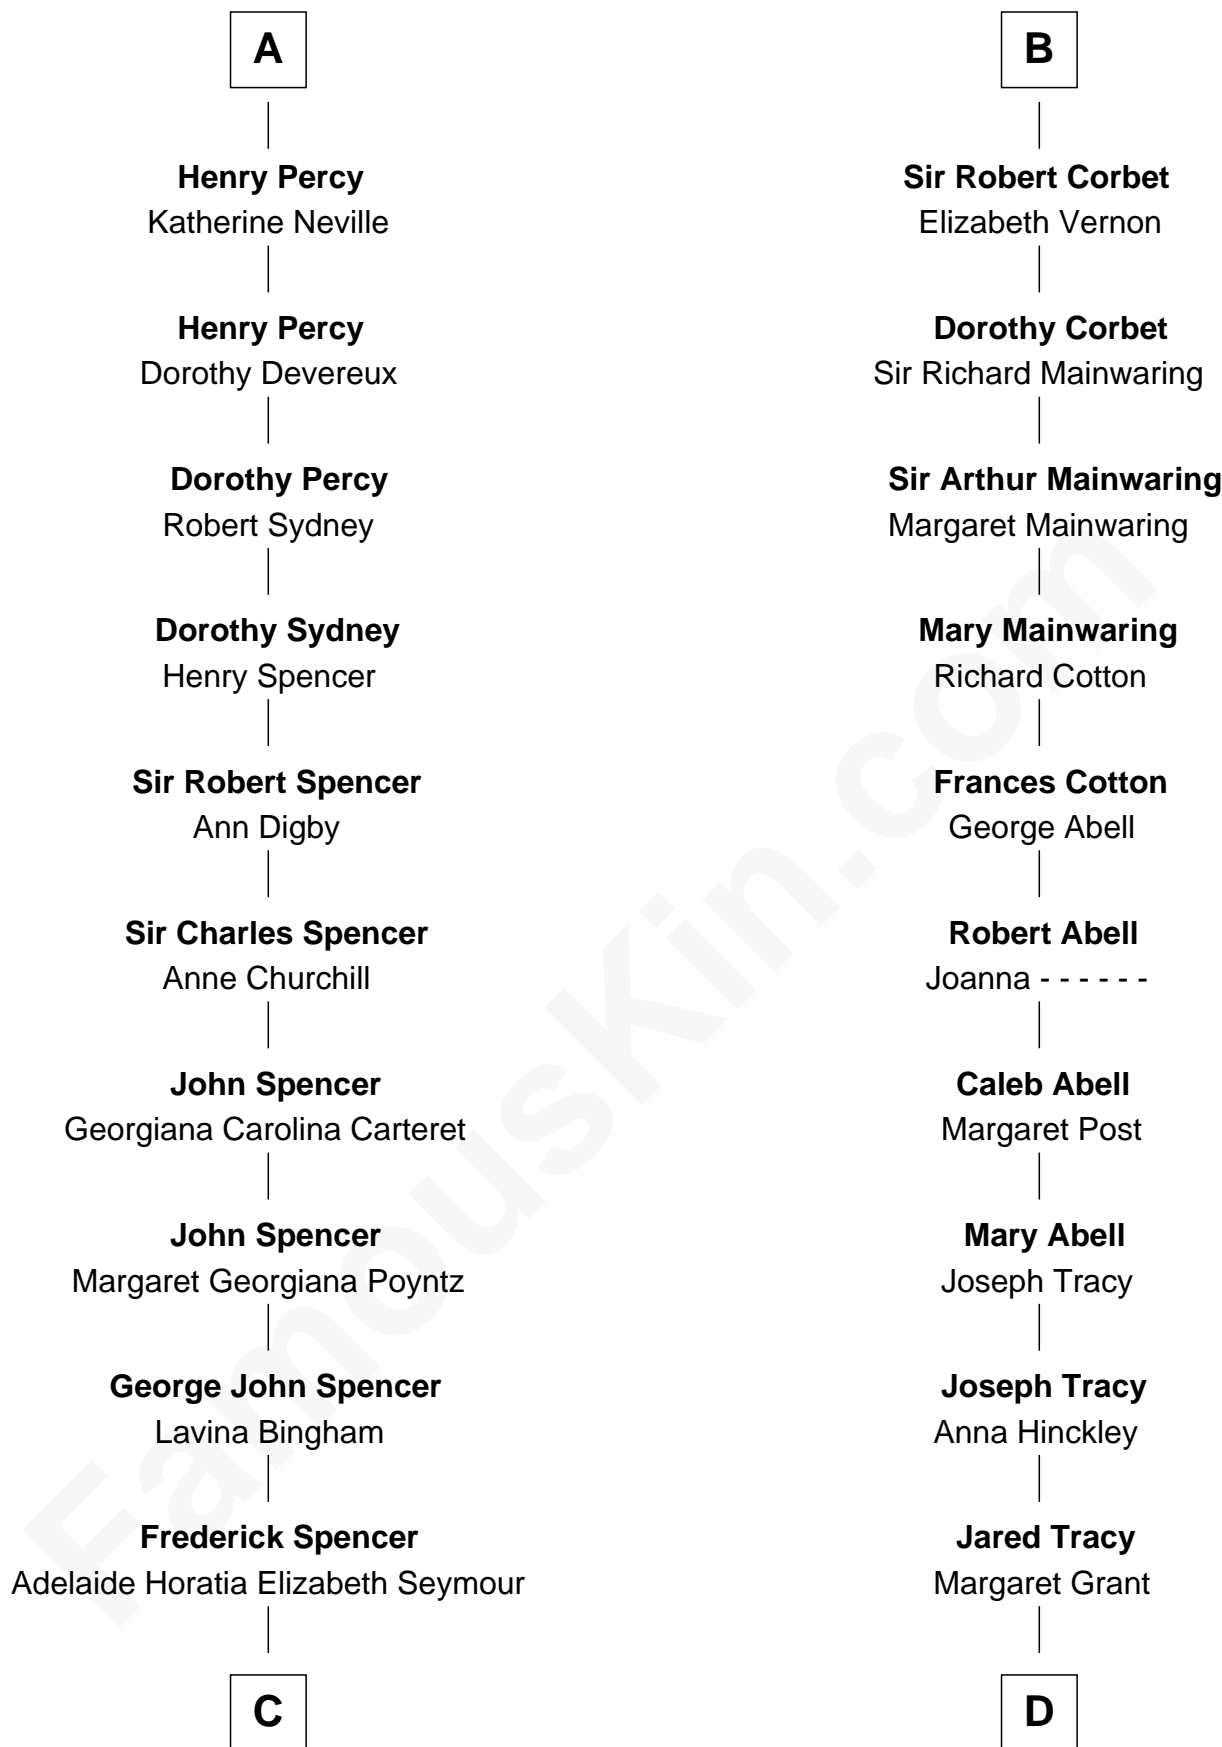 A
Henry Percy
Katherine Neville
Henry Percy
Dorothy Devereux
Dorothy Percy
Robert Sydney
Dorothy Sydney
Henry Spencer
Sir Robert Spencer
Ann Digby
Sir Charles Spencer
Anne Churchill
John Spencer
Georgiana Carolina Carteret
John Spencer
Margaret Georgiana Poyntz
George John Spencer
Lavina Bingham
Frederick Spencer
Adelaide Horatia Elizabeth Seymour
C
B
Sir Robert Corbet
Elizabeth Vernon
Dorothy Corbet
Sir Richard Mainwaring
Sir Arthur Mainwaring
Margaret Mainwaring
Mary Mainwaring
Richard Cotton
Frances Cotton
George Abell
Robert Abell
Joanna - - - - - -
Caleb Abell
Margaret Post
Mary Abell
Joseph Tracy
Joseph Tracy
Anna Hinckley
Jared Tracy
Margaret Grant
D
FamousKin.com